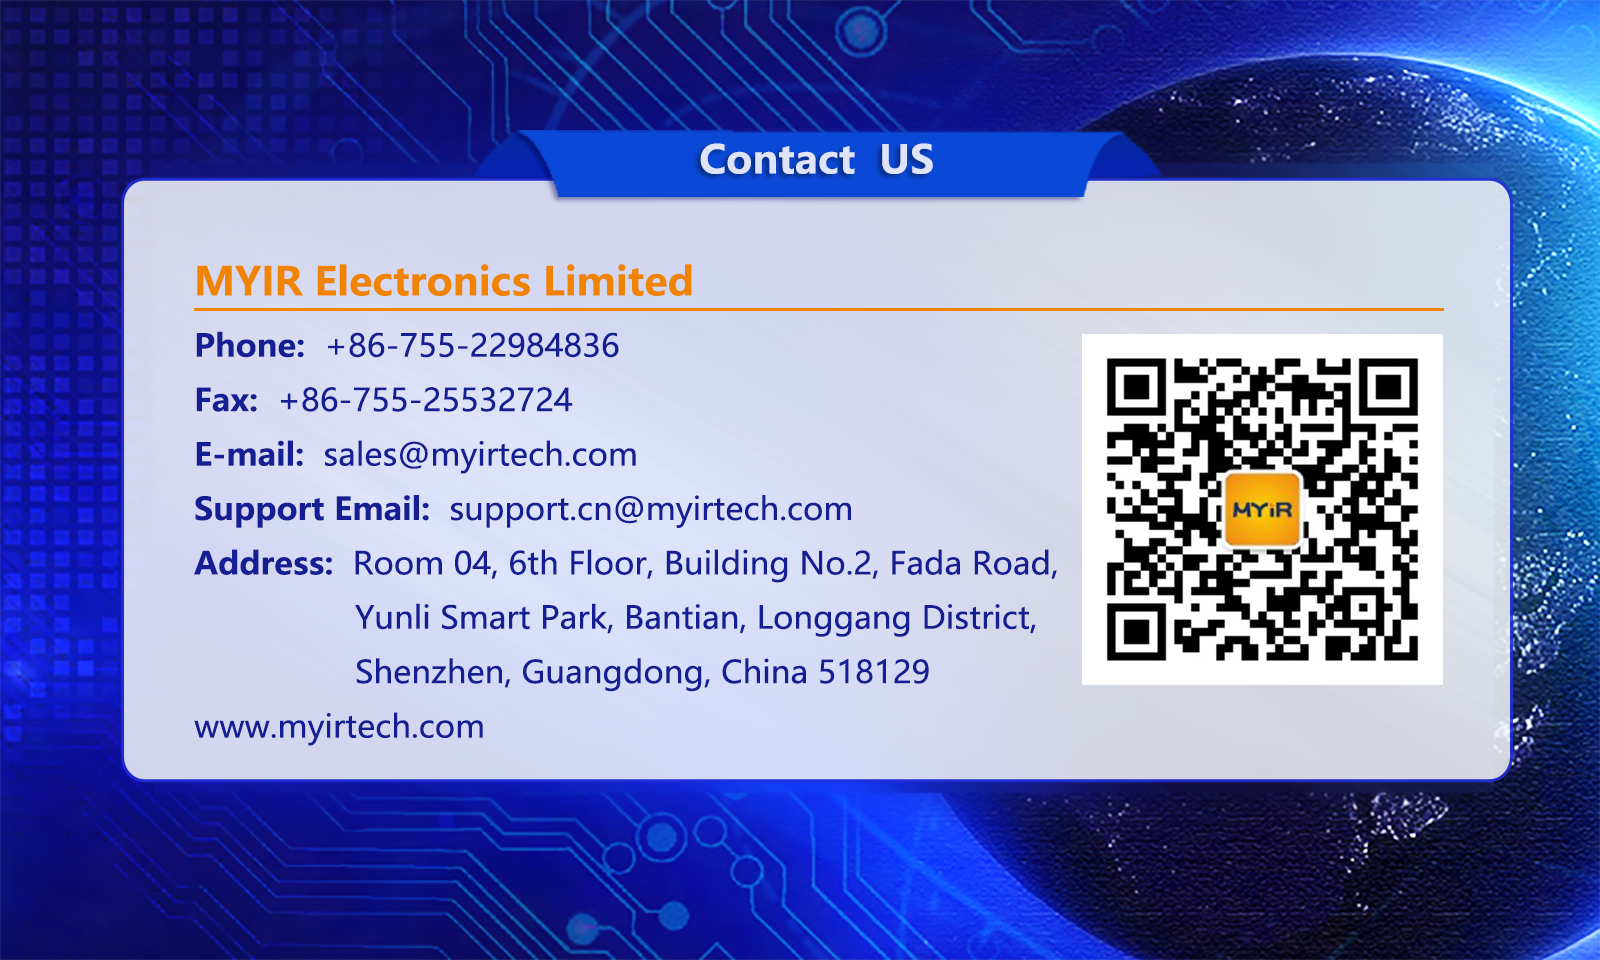 Contact US
MYIR Electronics Limited
Phone: +86-755-22984836
Fax: +86-755-25532724
E-mail: sales@myirtech.com
Support Email: support.cn@myirtech.com
Address: Room 04, 6th Floor, Building No.2, Fada Road,
Yunli Smart Park, Bantian, Longgang District,
Shenzhen, Guangdong, China 518129
www.myirtech.com
MYiR